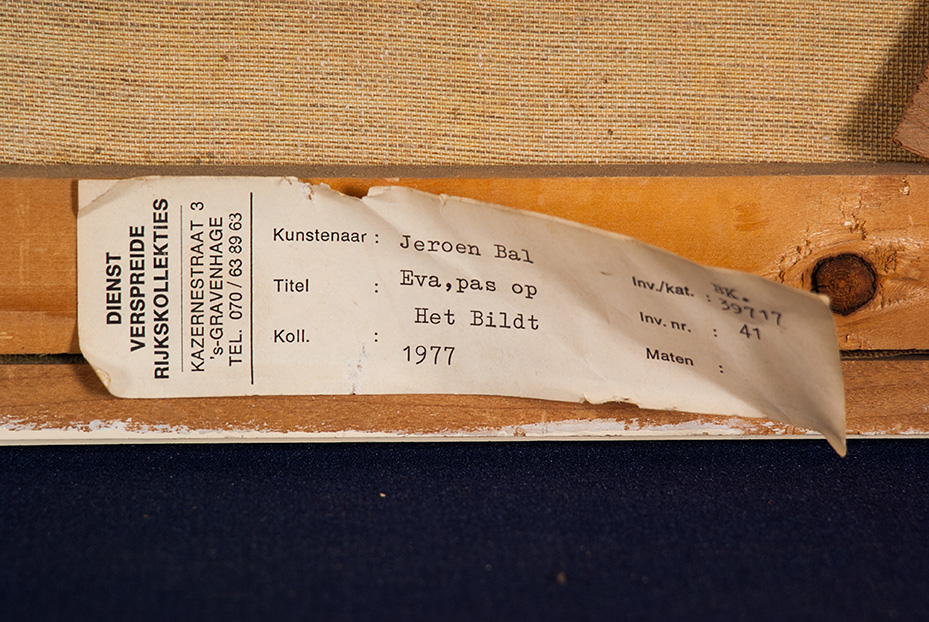 DIENST
VERSPREIDE
RIJKSKOLLEKTIES
KAZERNESTRAAT 3
's-GRAVENHAGE
TEL. 070 / 63 89 63
Kunstenaar : Jeroen Bal
Titel : Eva,pas op
Het Bildt
Koll. : 1977
Inv./kat. : BK. 39717
Inv. nr. : 41
Maten :